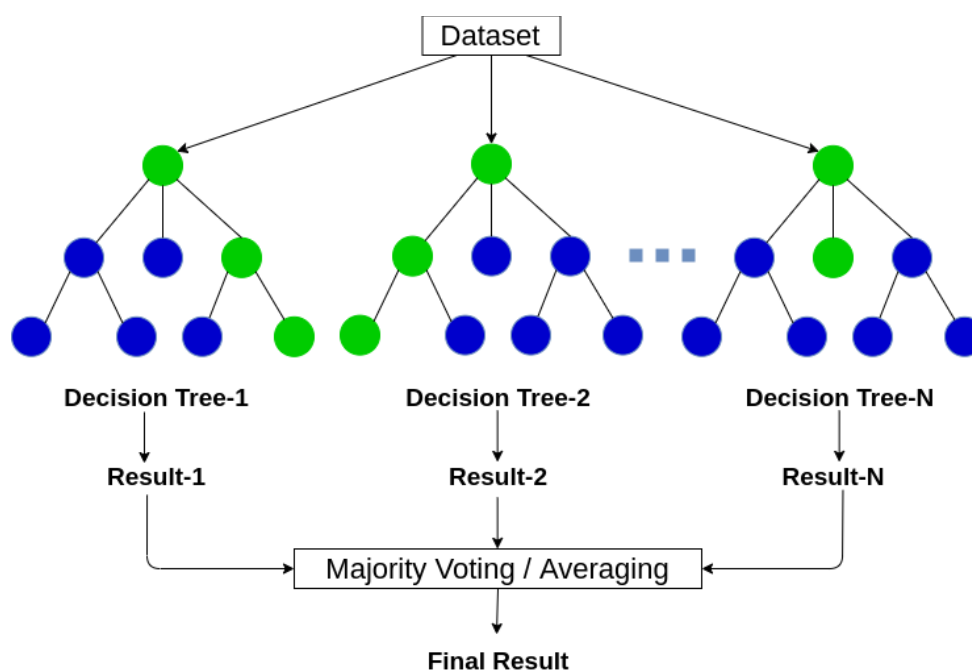 Dataset
Decision Tree-1
Decision Tree-2
Decision Tree-N
Result-1
Result-2
Result-N
Majority Voting / Averaging
Final Result